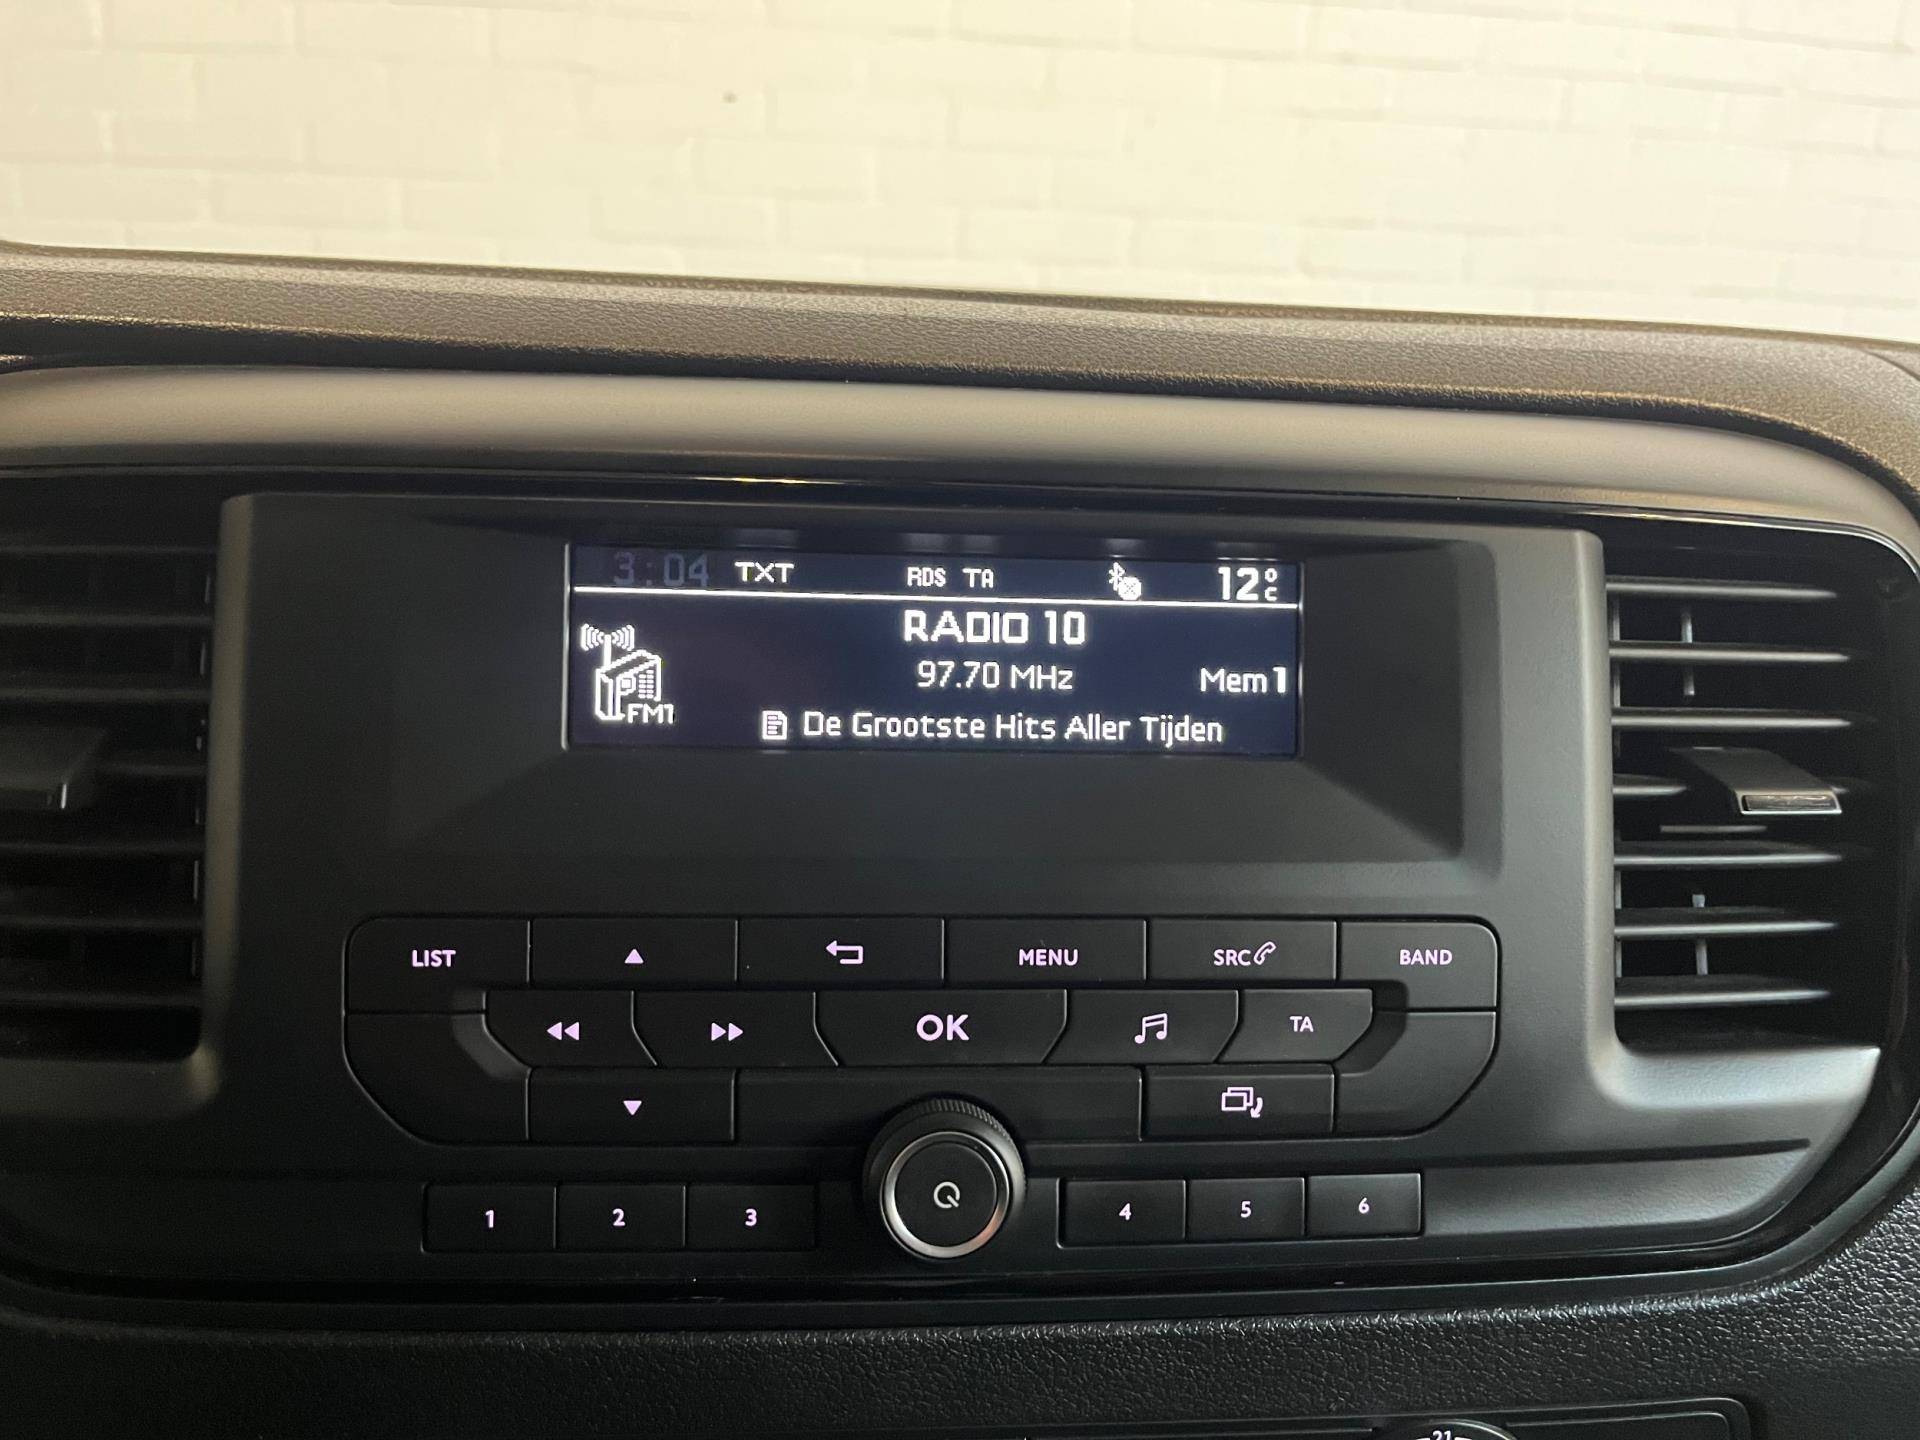 3:04 TXT RDS TA 12°C
RADIO 10
97.70 MHz
Mem 1
FM1
De Grootste Hits Aller Tijden
LIST MENU SRC BAND
OK TA
1 2 3 4 5 6
21